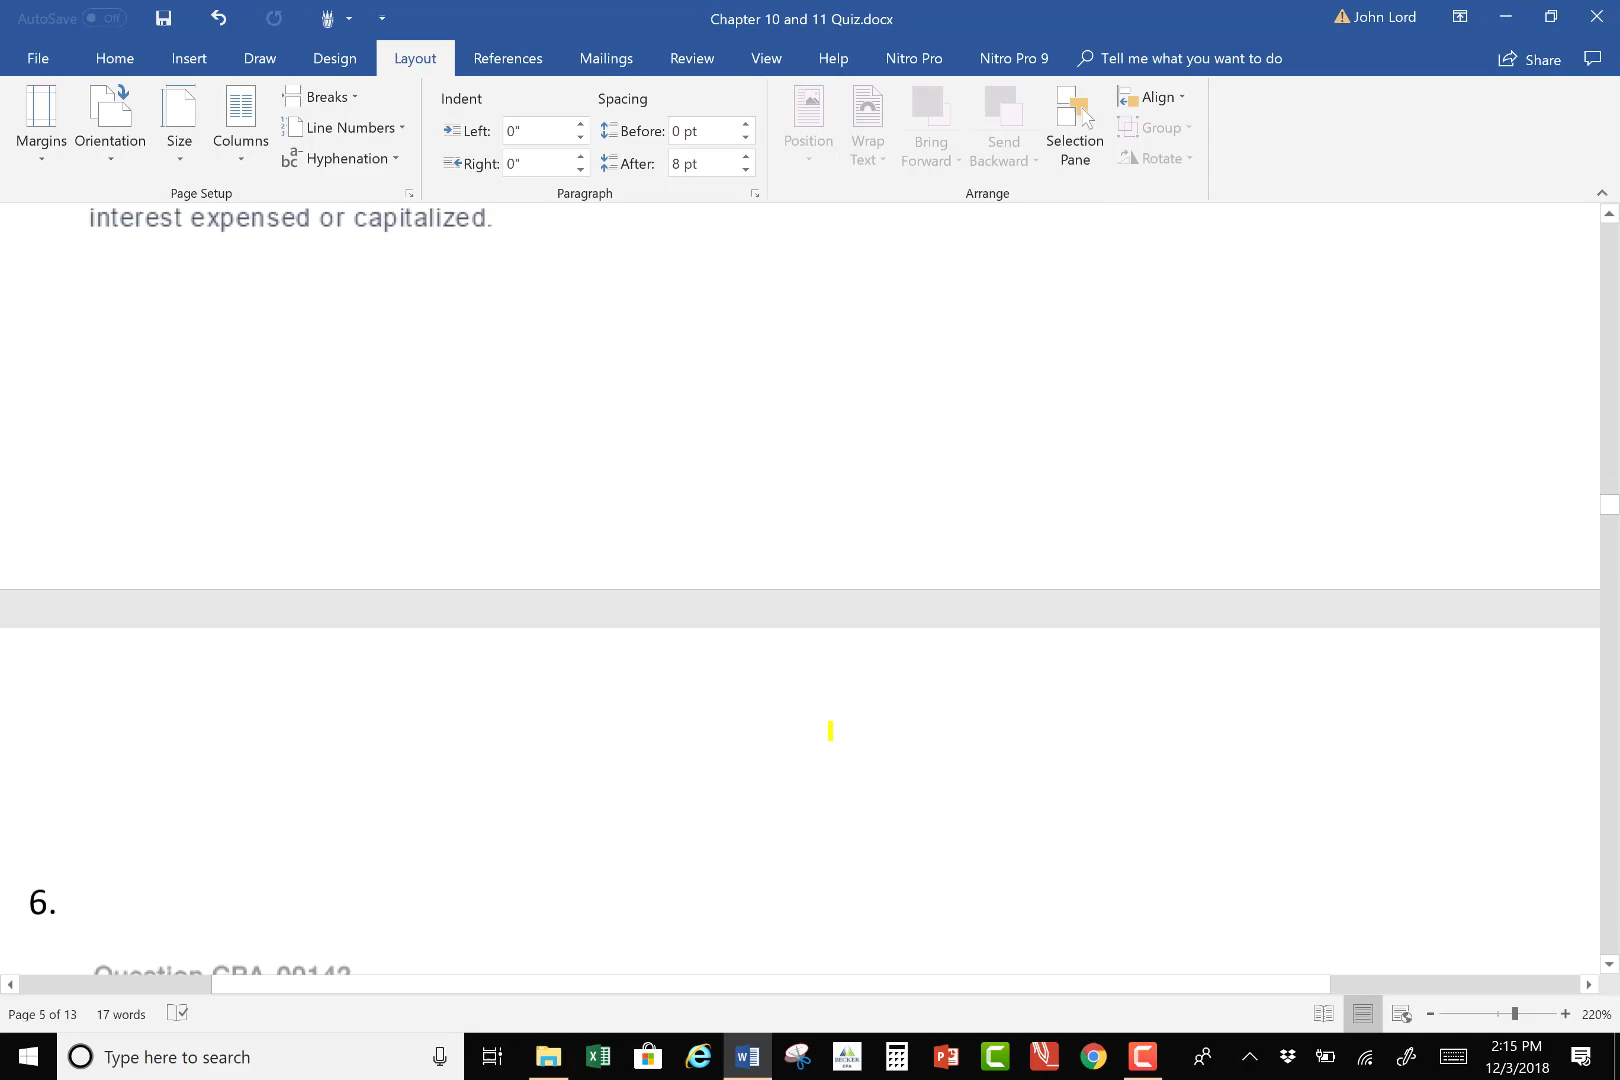 AutoSave Off
Chapter 10 and 11 Quiz.docx
John Lord
File Home Insert Draw Design Layout References Mailings Review View Help Nitro Pro Nitro Pro 9 Tell me what you want to do Share
Margins
Orientation
Size
Columns
Breaks
Line Numbers
Hyphenation
Page Setup
Indent
Left: 0"
Right: 0"
Spacing
Before: 0 pt
After: 8 pt
Paragraph
Position
Wrap
Text
Bring
Forward
Send
Backward
Selection
Pane
Align
Group
Rotate
Arrange
interest expensed or capitalized.
6.
Question CPA-00142
Page 5 of 13 17 words
220%
Type here to search
2:15 PM
12/3/2018